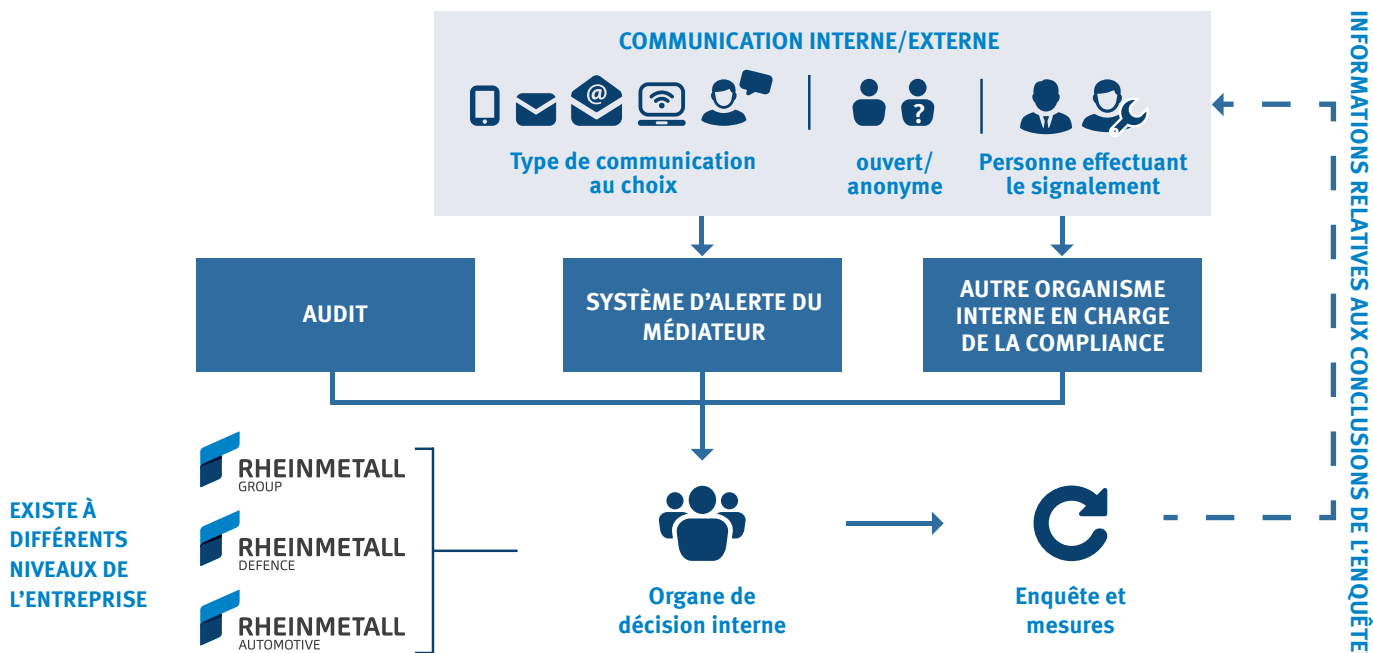 COMMUNICATION INTERNE/EXTERNE
@
?
Type de communication
au choix
ouvert/
anonyme
Personne effectuant
le signalement
INFORMATIONS RELATIVES AUX CONCLUSIONS DE L'ENQUÊTE
AUDIT
SYSTÈME D'ALERTE DU
MÉDIATEUR
AUTRE ORGANISME
INTERNE EN CHARGE
DE LA COMPLIANCE
EXISTE À
DIFFÉRENTS
NIVEAUX DE
L'ENTREPRISE
RHEINMETALL
GROUP
RHEINMETALL
DEFENCE
RHEINMETALL
AUTOMOTIVE
Organe de
décision interne
Enquête et
mesures